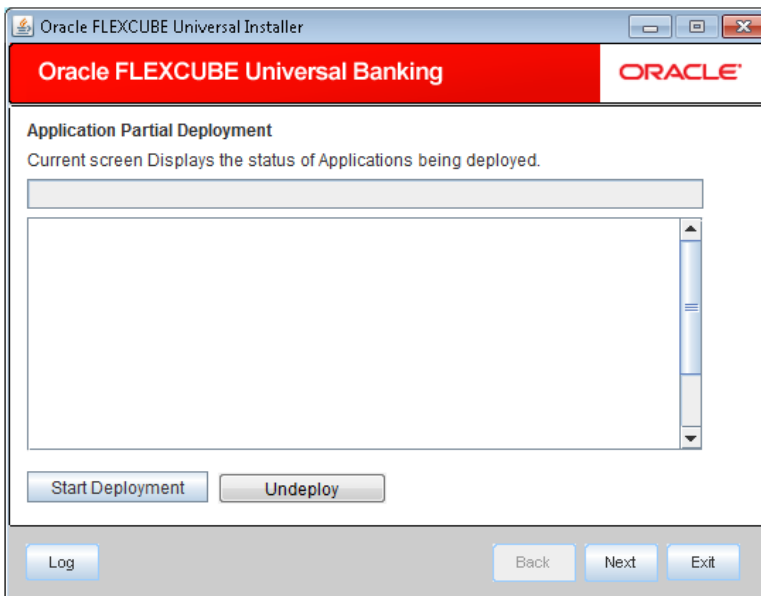 Oracle FLEXCUBE Universal Installer
Oracle FLEXCUBE Universal Banking
ORACLE
Application Partial Deployment
Current screen Displays the status of Applications being deployed.
Start Deployment Undeploy
Log Back Next Exit